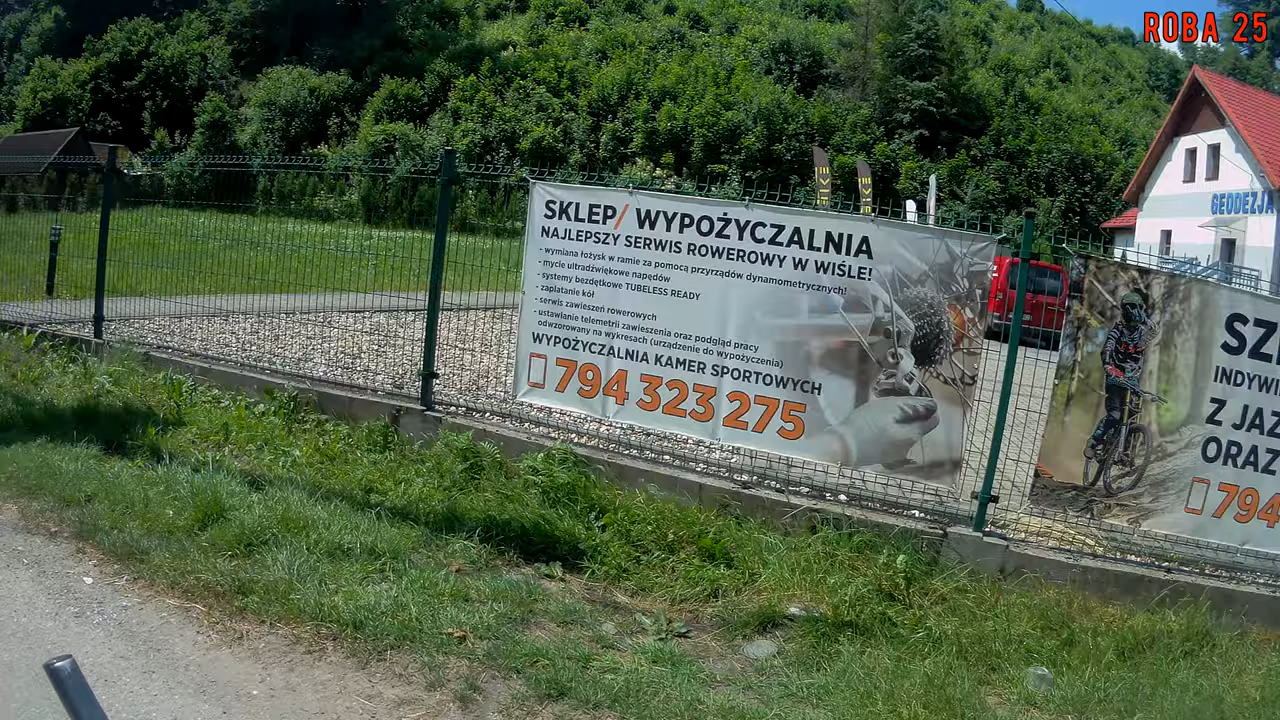 ROBA 25
GEODEZJA
SKLEP/ WYPOŻYCZALNIA
NAJLEPSZY SERWIS ROWEROWY W WIŚLE!
- wymiana łożysk w ramie za pomocą przyrządów dynamometrycznych!
- mycie ultradźwiękowe napędów
- systemy bezdętkowe TUBELESS READY
- zaplatanie kół
- serwis zawieszeń rowerowych
- ustawianie telemetrii zawieszenia oraz podgląd pracy
odwzorowany na wykresach (urządzenie do wypożyczenia)
WYPOŻYCZALNIA KAMER SPORTOWYCH
794 323 275
SZ
INDYWI
Z JAZ
ORAZ
794